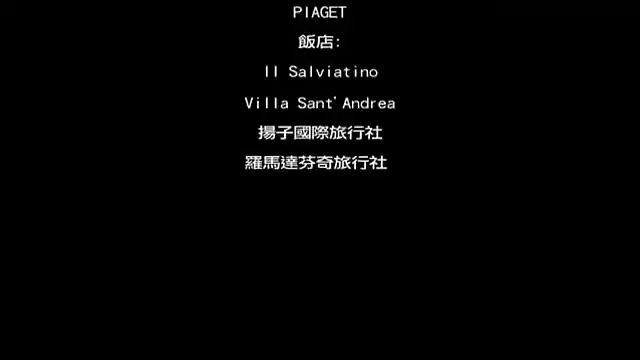 PIAGET
飯店:
Il Salviatino
Villa Sant'Andrea
揚子國際旅行社
羅馬達芬奇旅行社